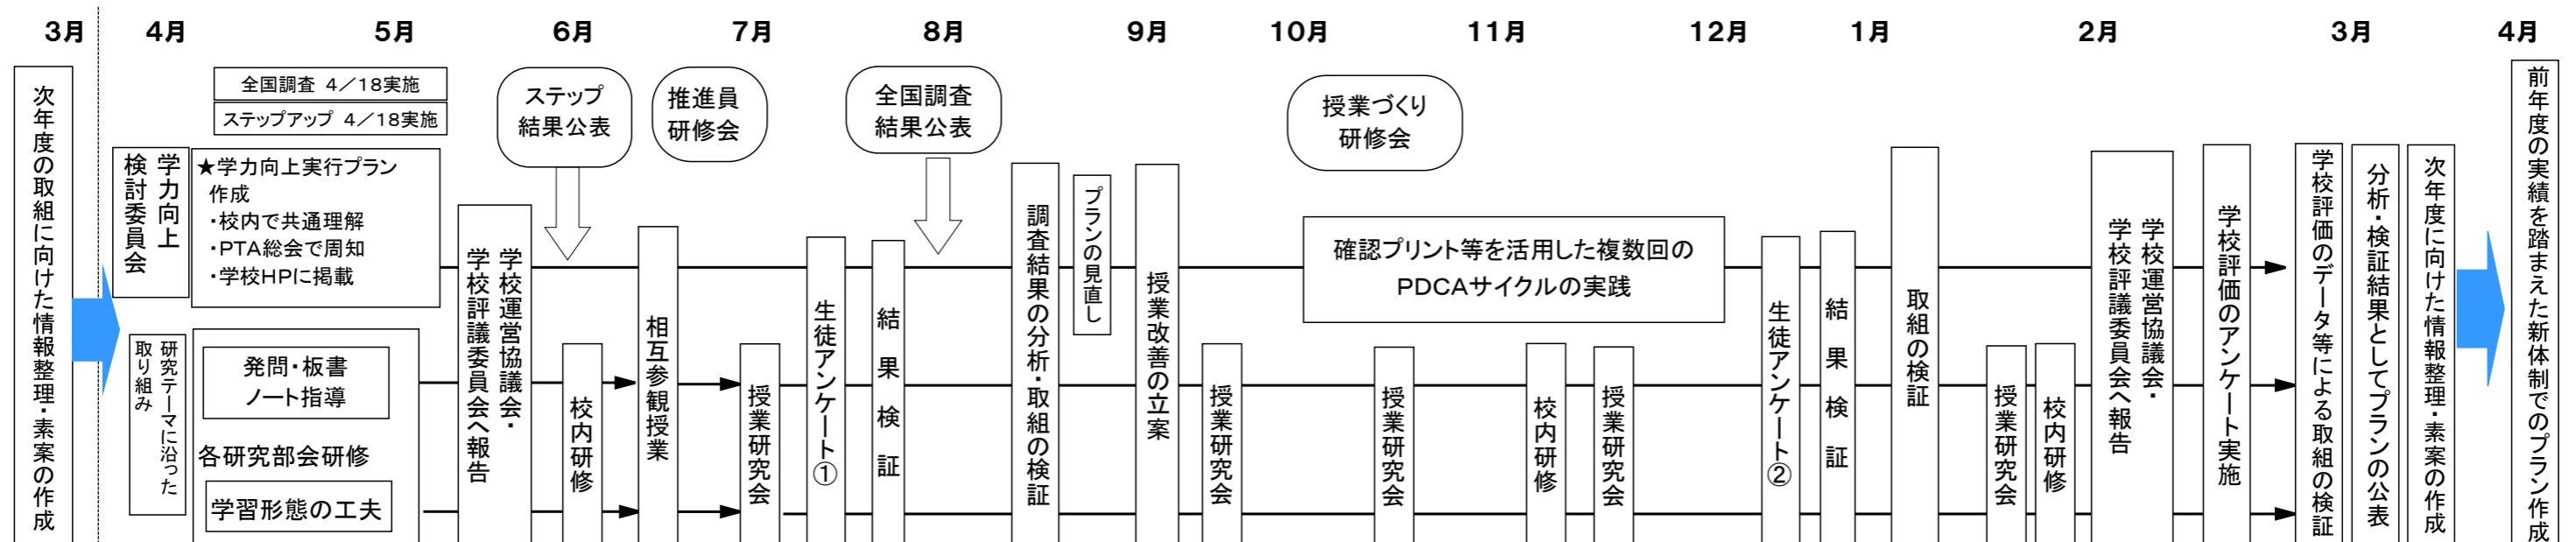 3月
4月
5月
6月
7月
8月
9月
10月
11月
12月
1月
2月
3月
4月
次年度の取組に向けた情報整理・素案の作成
全国調査 4/18実施
ステップアップ 4/18実施
学力向上
検討委員会
★学力向上実行プラン
作成
・校内で共通理解
・PTA総会で周知
・学校HPに掲載
研究テーマに沿った
取り組み
発問・板書
ノート指導
各研究部会研修
学習形態の工夫
学校運営協議会・
学校評議委員会へ報告
ステップ
結果公表
校内研修
相互参観授業
推進員
研修会
授業研究会
生徒アンケート①
結果検証
全国調査
結果公表
調査結果の分析・取組の検証
プランの見直し
授業改善の立案
授業研究会
授業づくり
研修会
確認プリント等を活用した複数回の
PDCAサイクルの実践
授業研究会
校内研修
授業研究会
生徒アンケート②
結果検証
取組の検証
授業研究会
校内研修
学校運営協議会・
学校評議委員会へ報告
学校評価のアンケート実施
学校評価のデータ等による取組の検証
分析・検証結果としてプランの公表
次年度に向けた情報整理・素案の作成
前年度の実績を踏まえた新体制でのプラン作成